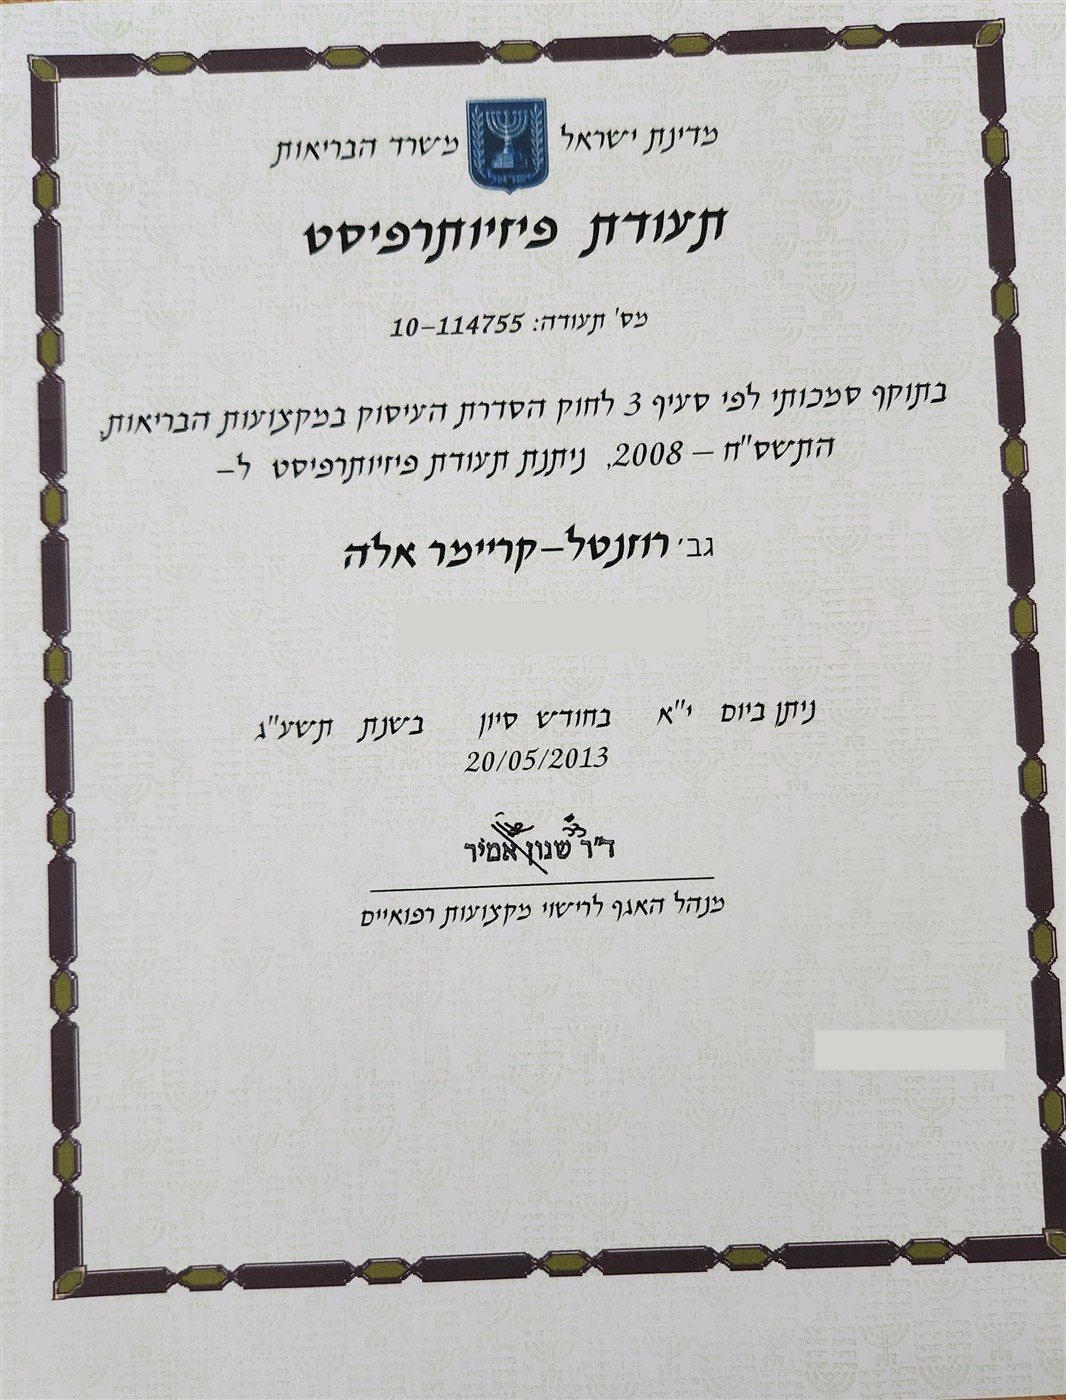 מדינת ישראל משרד הבריאות
תעודת פיזיותרפיסט
מס' תעודה: 10-114755
בתוקף סמכותי לפי סעיף 3 לחוק הסדרת העיסוק במקצועות הבריאות,
התשס"ח – 2008, ניתנת תעודת פיזיותרפיסט ל-
גב' רוזנטל-קריימר אלה
ניתן ביום י"א בחודש סיון בשנת תשע"ג
20/05/2013
ד"ר שנון אמיר
מנהל האגף לרישוי מקצועות רפואיים